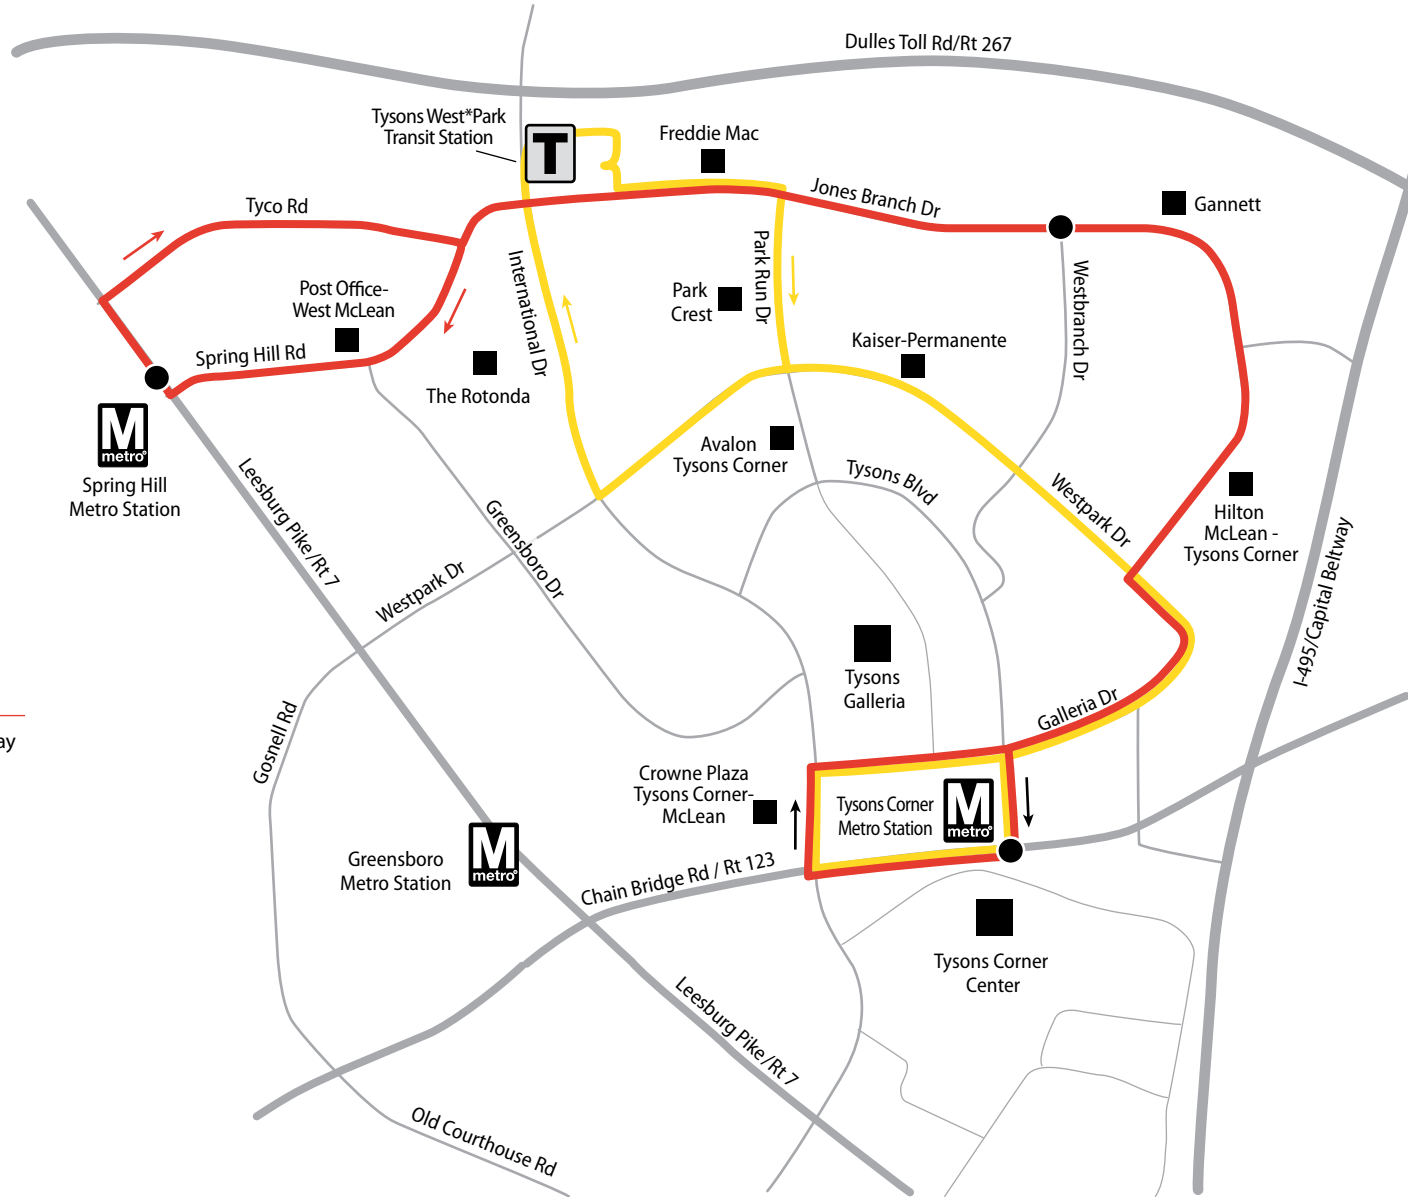 Dulles Toll Rd/Rt 267
Tysons West*Park
Transit Station
T
Freddie Mac
Jones Branch Dr
Gannett
Tyco Rd
International Dr
Park Run Dr
Westbranch Dr
Post Office-
West McLean
Park
Crest
Kaiser-Permanente
Spring Hill Rd
The Rotonda
M
metro
Spring Hill
Metro Station
Avalon
Tysons Corner
Tysons Blvd
Westpark Dr
Hilton
McLean -
Tysons Corner
Leesburg Pike/Rt 7
Greensboro Dr
Westpark Dr
I-495/Capital Beltway
Tysons
Galleria
Galleria Dr
Gosnell Rd
ay
Crowne Plaza
Tysons Corner-
McLean
Tysons Corner
Metro Station
M
metro
Greensboro
Metro Station
M
metro
Chain Bridge Rd / Rt 123
Tysons Corner
Center
Leesburg Pike/Rt 7
Old Courthouse Rd